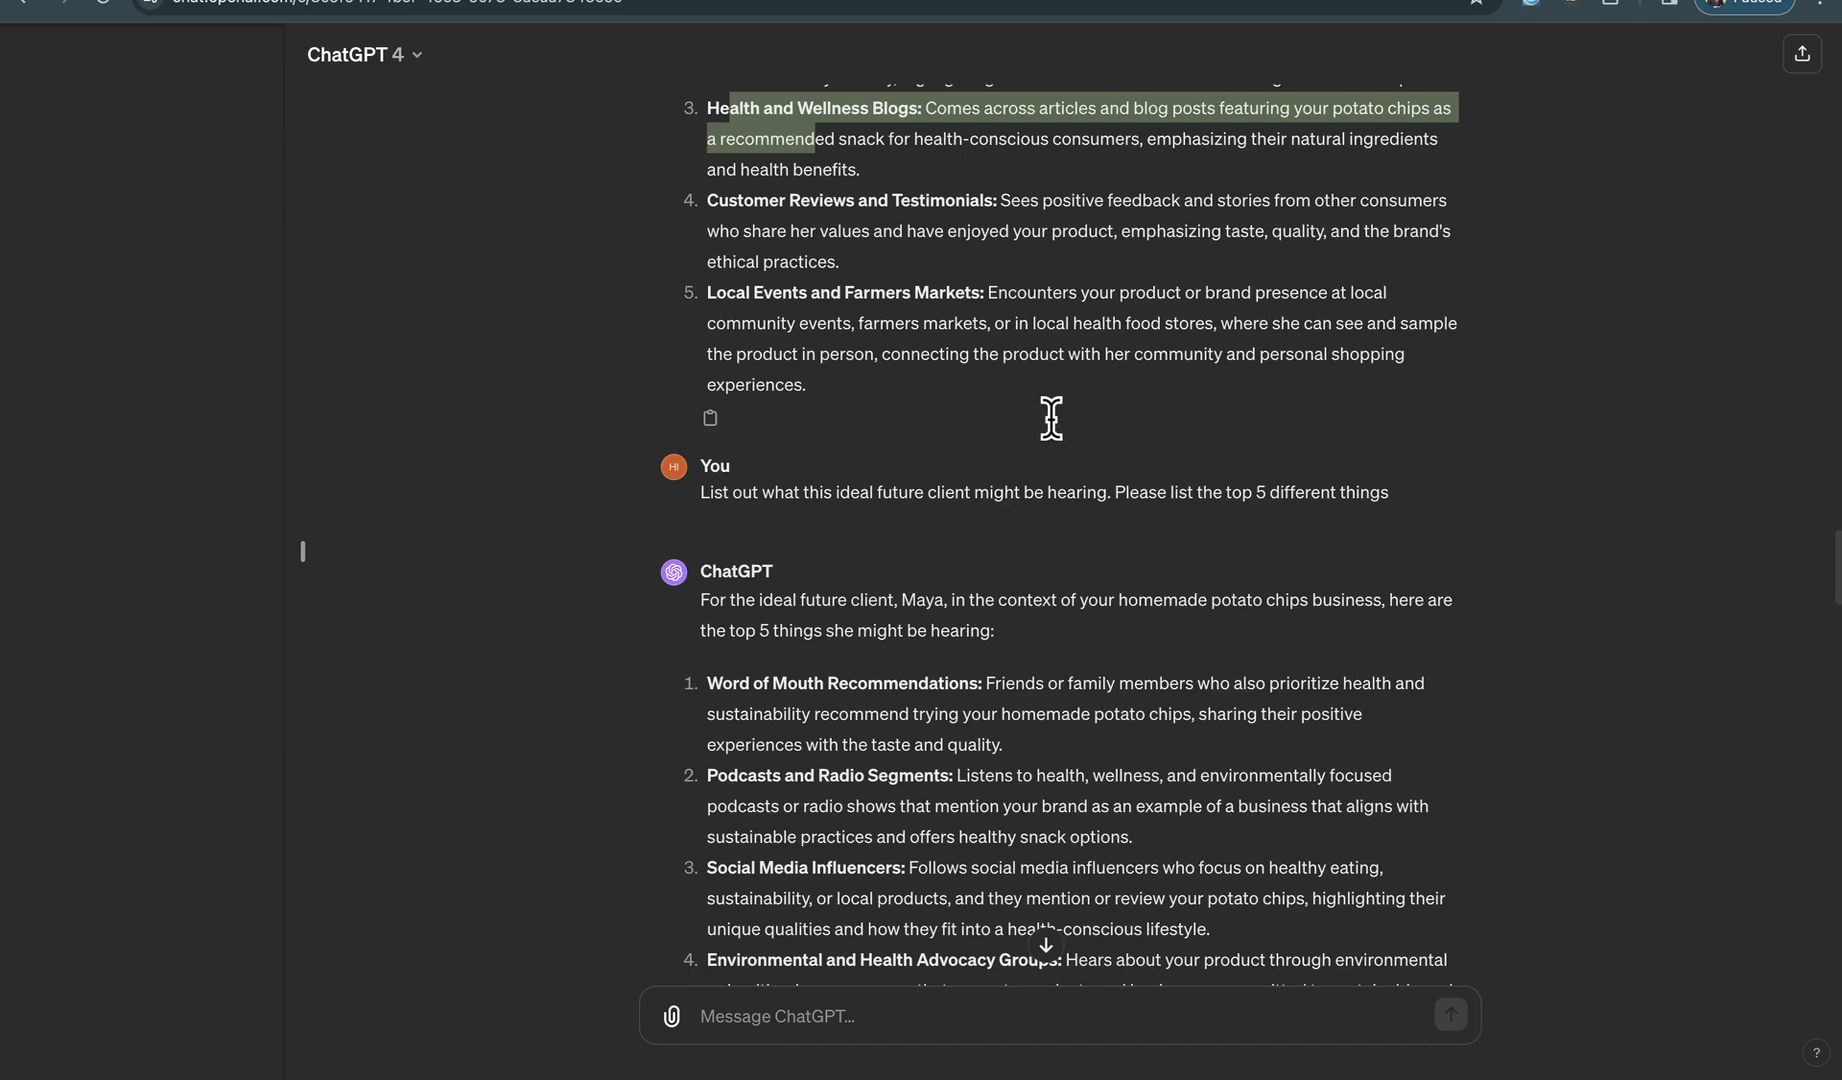 Paused
ChatGPT 4
3. Health and Wellness Blogs: Comes across articles and blog posts featuring your potato chips as
a recommended snack for health-conscious consumers, emphasizing their natural ingredients
and health benefits.
4. Customer Reviews and Testimonials: Sees positive feedback and stories from other consumers
who share her values and have enjoyed your product, emphasizing taste, quality, and the brand's
ethical practices.
5. Local Events and Farmers Markets: Encounters your product or brand presence at local
community events, farmers markets, or in local health food stores, where she can see and sample
the product in person, connecting the product with her community and personal shopping
experiences.
HI You
List out what this ideal future client might be hearing. Please list the top 5 different things
ChatGPT
For the ideal future client, Maya, in the context of your homemade potato chips business, here are
the top 5 things she might be hearing:
1. Word of Mouth Recommendations: Friends or family members who also prioritize health and
sustainability recommend trying your homemade potato chips, sharing their positive
experiences with the taste and quality.
2. Podcasts and Radio Segments: Listens to health, wellness, and environmentally focused
podcasts or radio shows that mention your brand as an example of a business that aligns with
sustainable practices and offers healthy snack options.
3. Social Media Influencers: Follows social media influencers who focus on healthy eating,
sustainability, or local products, and they mention or review your potato chips, highlighting their
unique qualities and how they fit into a health-conscious lifestyle.
4. Environmental and Health Advocacy Groups: Hears about your product through environmental
Message ChatGPT...
?